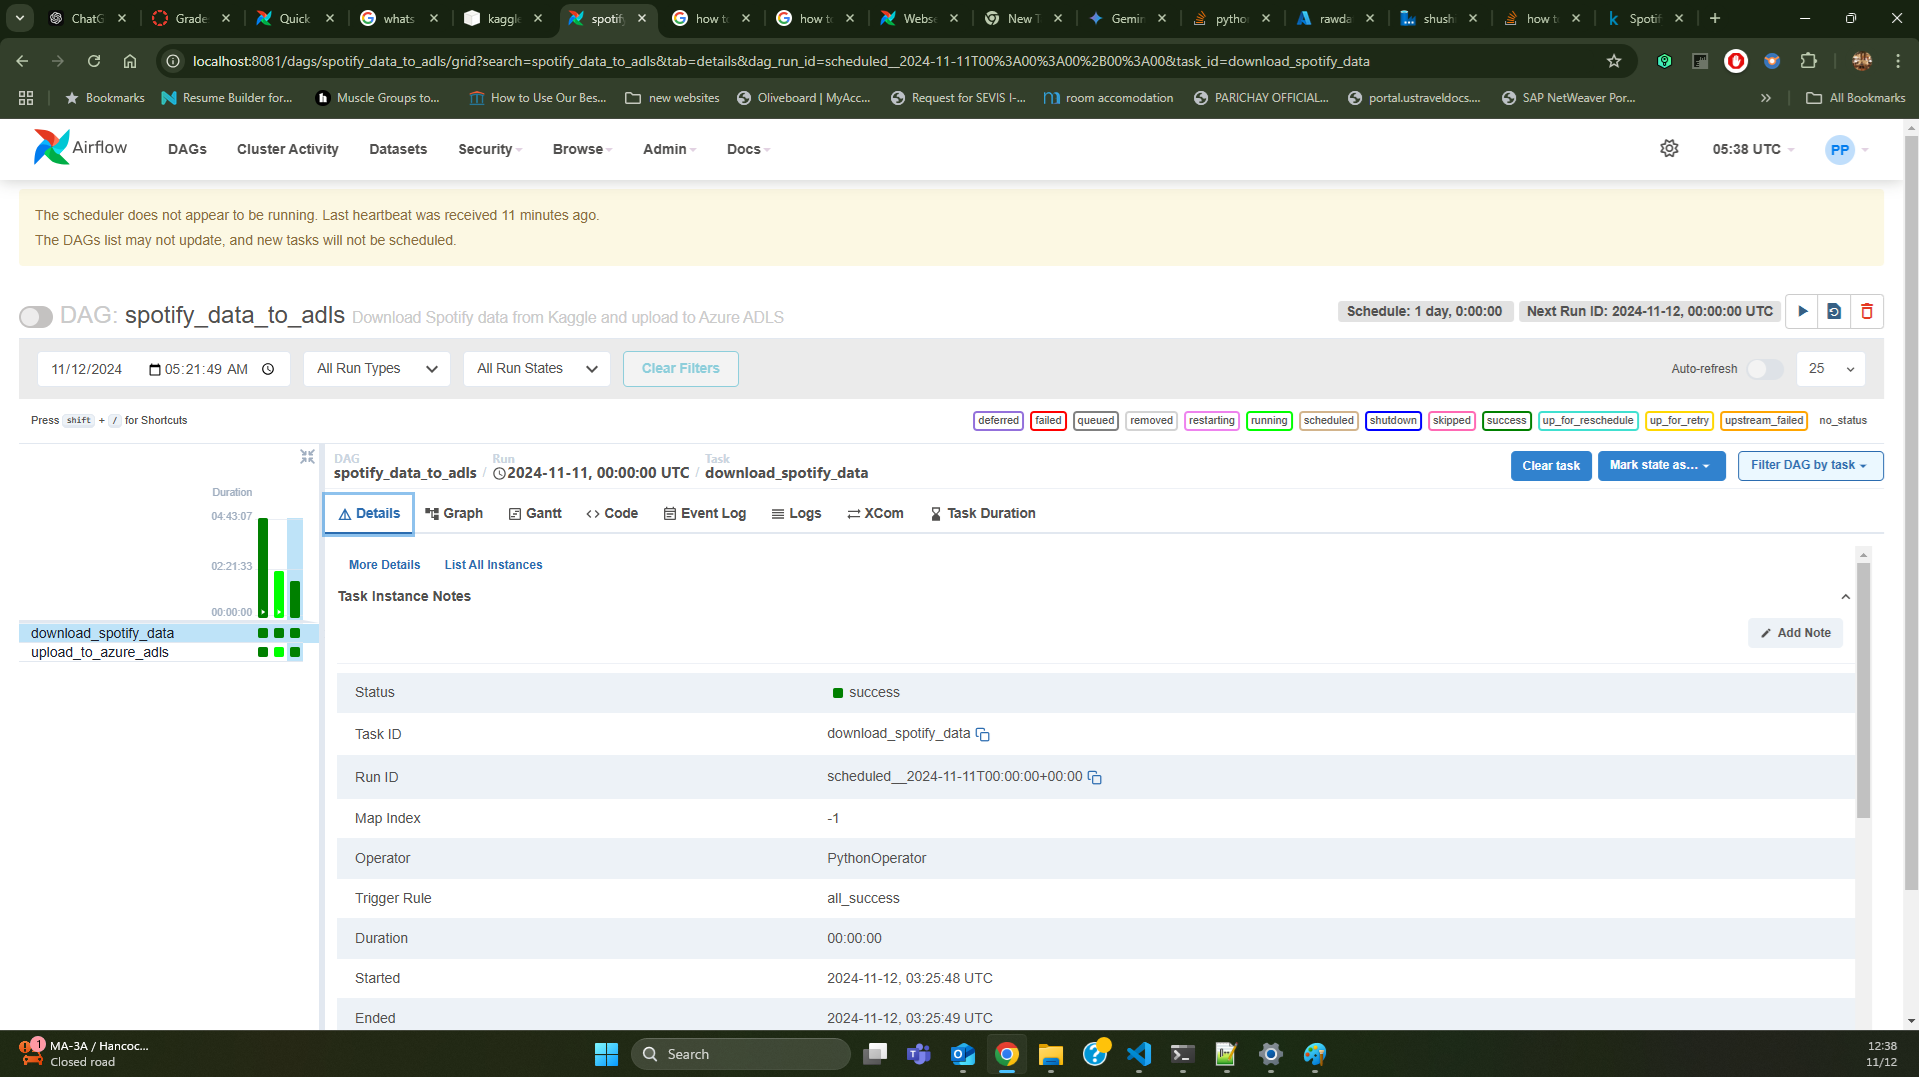 ChatG
Grade
Quick
whats
kaggle
spotify
how to
how to
Webse
New T
Gemin
pytho
rawda
shush
how to
Spotif
localhost:8081/dags/spotify_data_to_adls/grid?search=spotify_data_to_adls&tab=details&dag_run_id=scheduled__2024-11-11T00%3A00%3A00%2B00%3A00&task_id=download_spotify_data
Bookmarks
Resume Builder for...
Muscle Groups to...
How to Use Our Bes...
new websites
Oliveboard | MyAcc...
Request for SEVIS I-...
room accomodation
PARICHAY OFFICIAL...
portal.ustraveldocs....
SAP NetWeaver Por...
All Bookmarks
Airflow
DAGs
Cluster Activity
Datasets
Security
Browse
Admin
Docs
05:38 UTC
PP
The scheduler does not appear to be running. Last heartbeat was received 11 minutes ago.
The DAGs list may not update, and new tasks will not be scheduled.
DAG: spotify_data_to_adls Download Spotify data from Kaggle and upload to Azure ADLS
Schedule: 1 day, 0:00:00
Next Run ID: 2024-11-12, 00:00:00 UTC
11/12/2024 05:21:49 AM
All Run Types
All Run States
Clear Filters
Auto-refresh
25
Press shift + / for Shortcuts
deferred
failed
queued
removed
restarting
running
scheduled
shutdown
skipped
success
up_for_reschedule
up_for_retry
upstream_failed
no_status
DAG
spotify_data_to_adls
/
Run
2024-11-11, 00:00:00 UTC
/
Task
download_spotify_data
Clear task
Mark state as...
Filter DAG by task
Duration
04:43:07
02:21:33
00:00:00
download_spotify_data
upload_to_azure_adls
Details
Graph
Gantt
Code
Event Log
Logs
XCom
Task Duration
More Details
List All Instances
Task Instance Notes
Add Note
Status success
Task ID download_spotify_data
Run ID scheduled__2024-11-11T00:00:00+00:00
Map Index -1
Operator PythonOperator
Trigger Rule all_success
Duration 00:00:00
Started 2024-11-12, 03:25:48 UTC
Ended 2024-11-12, 03:25:49 UTC
1
MA-3A / Hancoc...
Closed road
Search
12:38
11/12